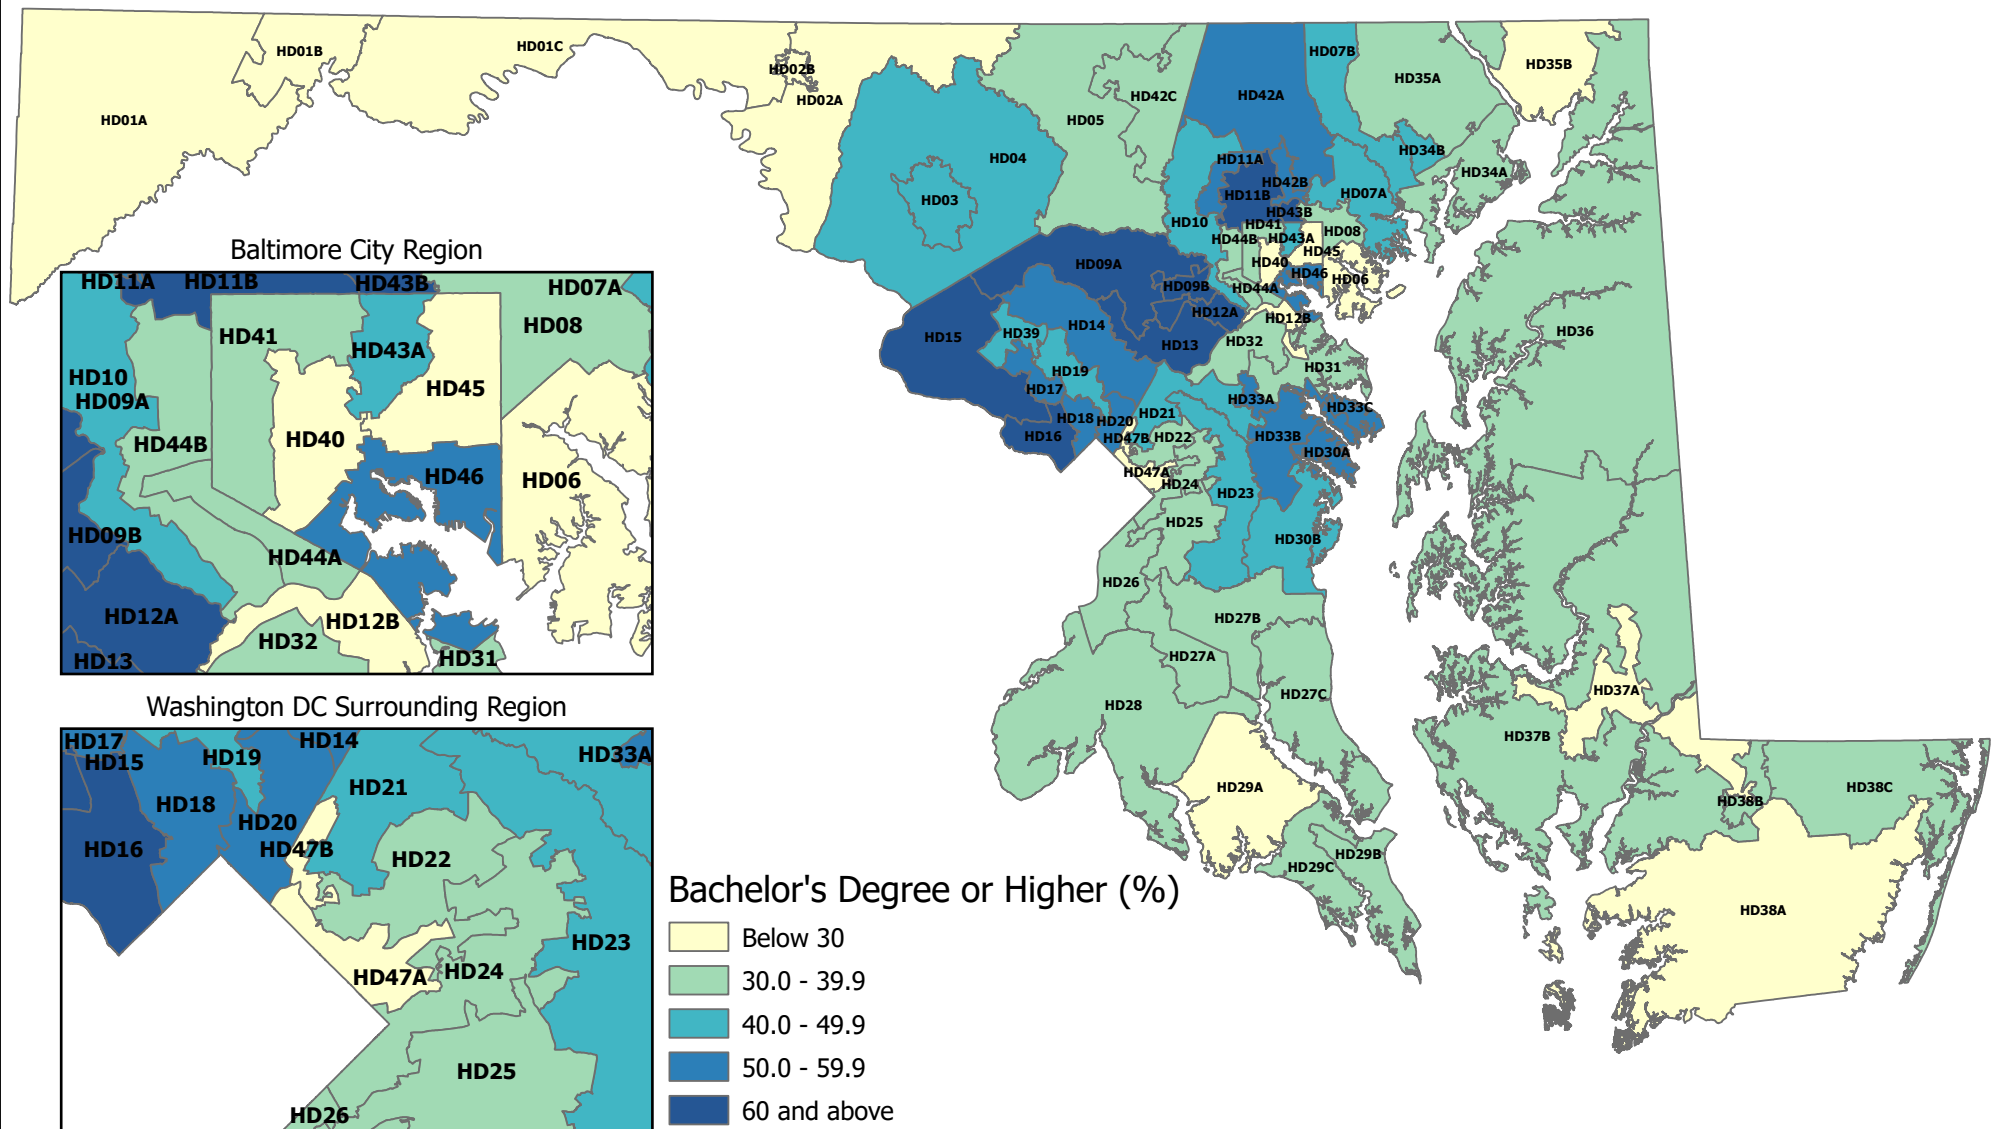 HD01A
HD01B
HD01C
HD02B
HD02A
HD04
HD03
HD05
HD42C
HD42A
HD07B
HD35A
HD35B
HD34B
HD34A
HD11A
HD42B
HD11B
HD07A
HD43B
HD10
HD41
HD44B
HD43A
HD08
HD45
HD40
HD46
HD06
HD09A
HD09B
HD44A
HD12A
HD12B
HD36
HD15
HD39
HD14
HD13
HD32
HD31
HD19
HD17
HD33A
HD33C
HD18
HD20
HD21
HD16
HD47B
HD22
HD33B
HD30A
HD47A
HD24
HD23
HD25
HD30B
HD26
HD27B
HD27A
HD28
HD27C
HD37A
HD37B
HD29A
HD38B
HD38C
HD29B
HD29C
HD38A
Baltimore City Region
HD11A
HD11B
HD43B
HD07A
HD41
HD08
HD43A
HD10
HD09A
HD45
HD44B
HD40
HD46
HD06
HD09B
HD44A
HD12A
HD12B
HD32
HD13
HD31
Washington DC Surrounding Region
HD17
HD15
HD19
HD14
HD33A
HD21
HD18
HD20
HD16
HD47B
HD22
HD23
HD47A
HD24
HD25
HD26
Bachelor's Degree or Higher (%)
Below 30
30.0 - 39.9
40.0 - 49.9
50.0 - 59.9
60 and above